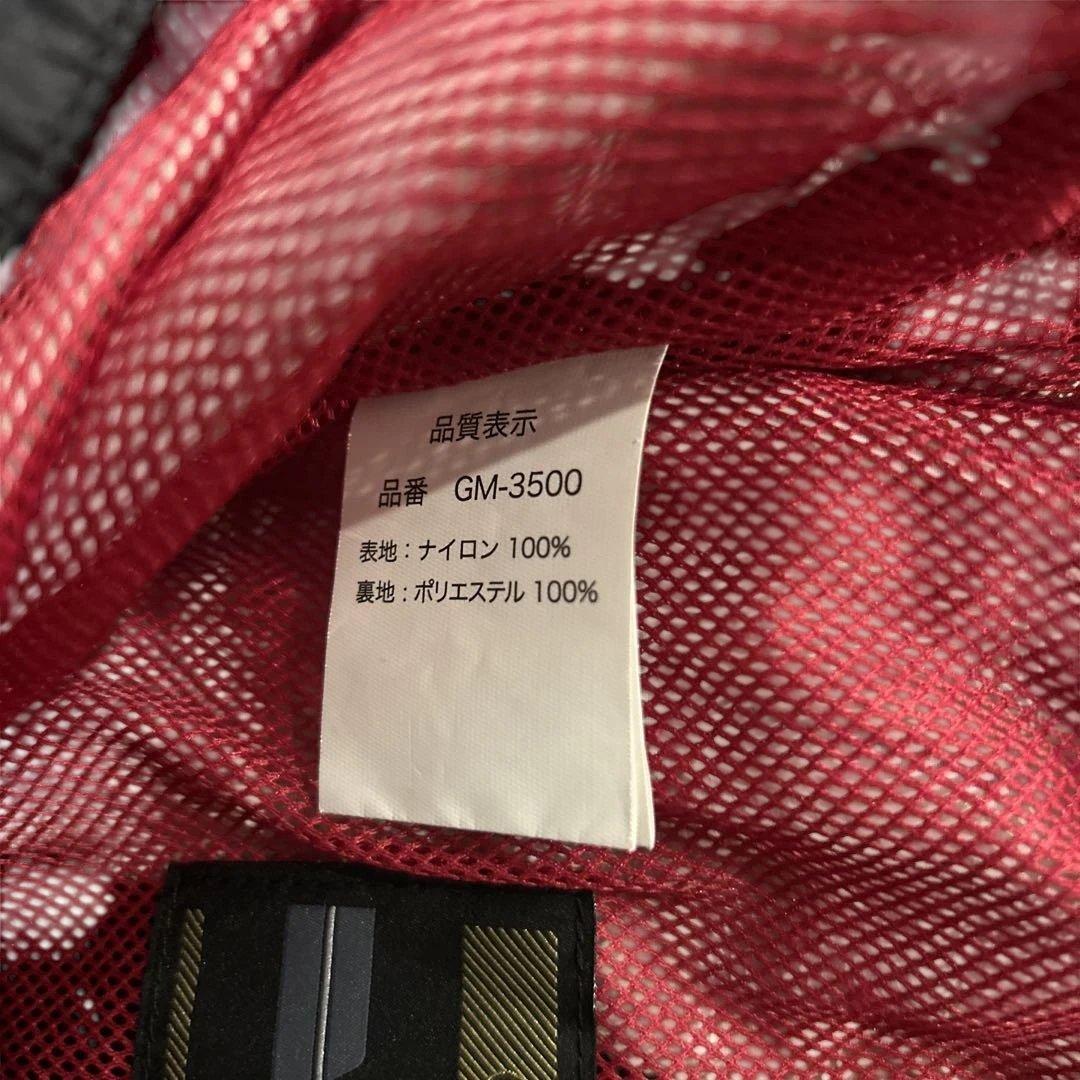 品質表示
品番　GM-3500
表地 : ナイロン 100%
裏地 : ポリエステル 100%